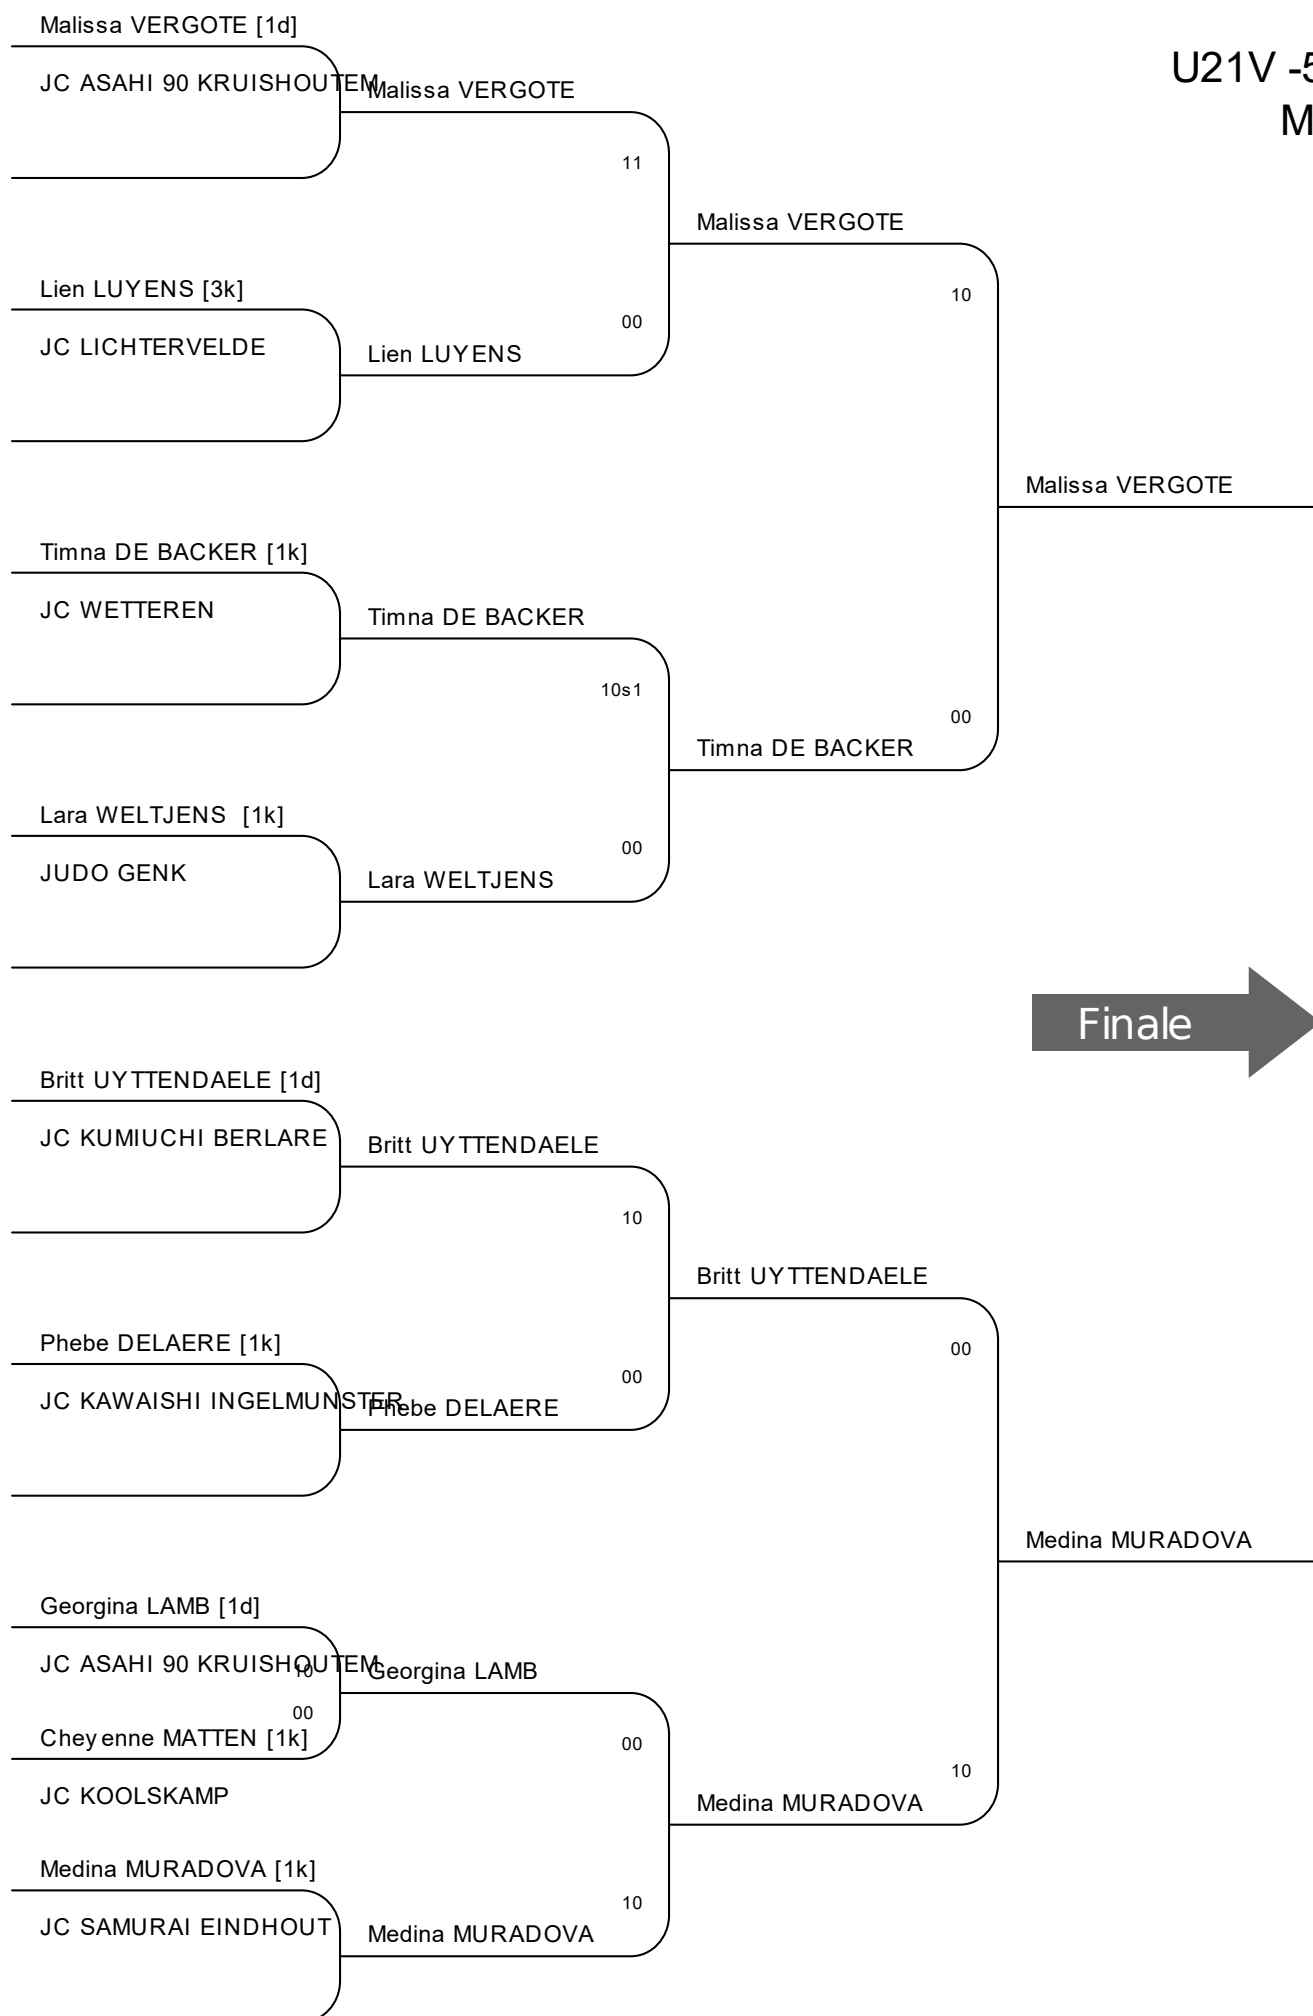 Malissa VERGOTE [1d]
U21V -5
JC ASAHI 90 KRUISHOUTEM
Malissa VERGOTE
M
11
Malissa VERGOTE
Lien LUYENS [3k]
10
00
JC LICHTERVELDE
Lien LUYENS
Malissa VERGOTE
Timna DE BACKER [1k]
JC WETTEREN
Timna DE BACKER
10s1
00
Timna DE BACKER
Lara WELTJENS [1k]
00
JUDO GENK
Lara WELTJENS
Finale
Britt UYTTENDAELE [1d]
JC KUMIUCHI BERLARE
Britt UYTTENDAELE
10
Britt UYTTENDAELE
Phebe DELAERE [1k]
00
00
JC KAWAISHI INGELMUNSTER
Phebe DELAERE
Medina MURADOVA
Georgina LAMB [1d]
JC ASAHI 90 KRUISHOUTEM
10
Georgina LAMB
00
Cheyenne MATTEN [1k]
00
10
JC KOOLSKAMP
Medina MURADOVA
Medina MURADOVA [1k]
10
JC SAMURAI EINDHOUT
Medina MURADOVA